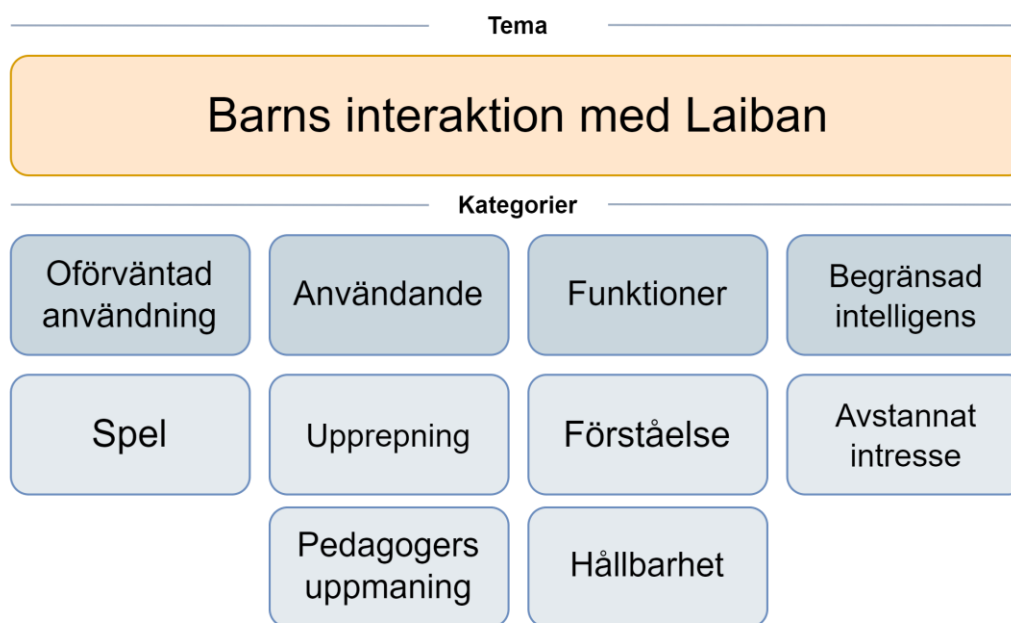 Tema
Barns interaktion med Laiban
Kategorier
Oförväntad
användning
Användande
Funktioner
Begränsad
intelligens
Spel
Upprepning
Förståelse
Avstannat
intresse
Pedagogers
uppmaning
Hållbarhet